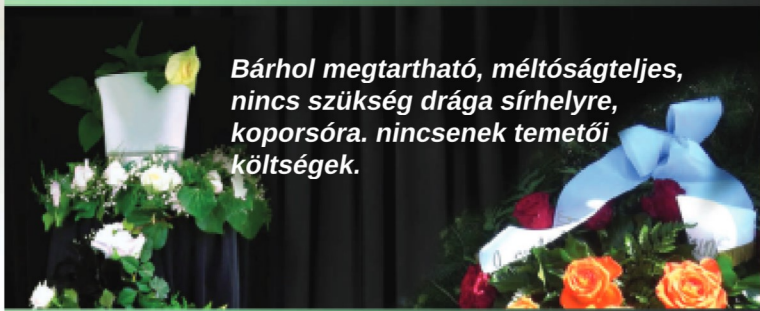 Bárhol megtartható, méltóságteljes,
nincs szükség drága sírhelyre,
koporsóra. nincsenek temetői
költségek.